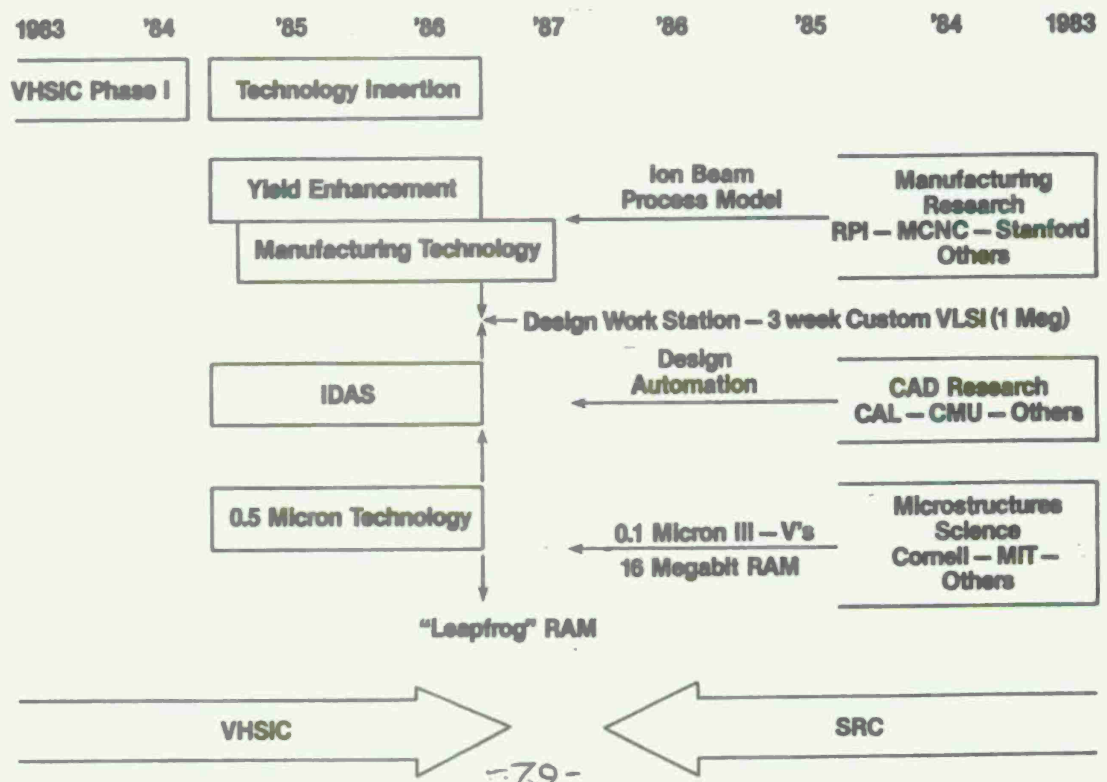 1983 '84 '85 '86 '87 '86 '85 '84 1983
VHSIC Phase I
Technology Insertion
Yield Enhancement
Manufacturing Technology
Ion Beam
Process Model
Manufacturing
Research
RPI – MCNC – Stanford
Others
Design Work Station – 3 week Custom VLSI (1 Meg)
IDAS
Design
Automation
CAD Research
CAL – CMU – Others
0.5 Micron Technology
0.1 Micron III – V's
16 Megabit RAM
Microstructures
Science
Cornell – MIT –
Others
"Leapfrog" RAM
VHSIC
SRC
-79-